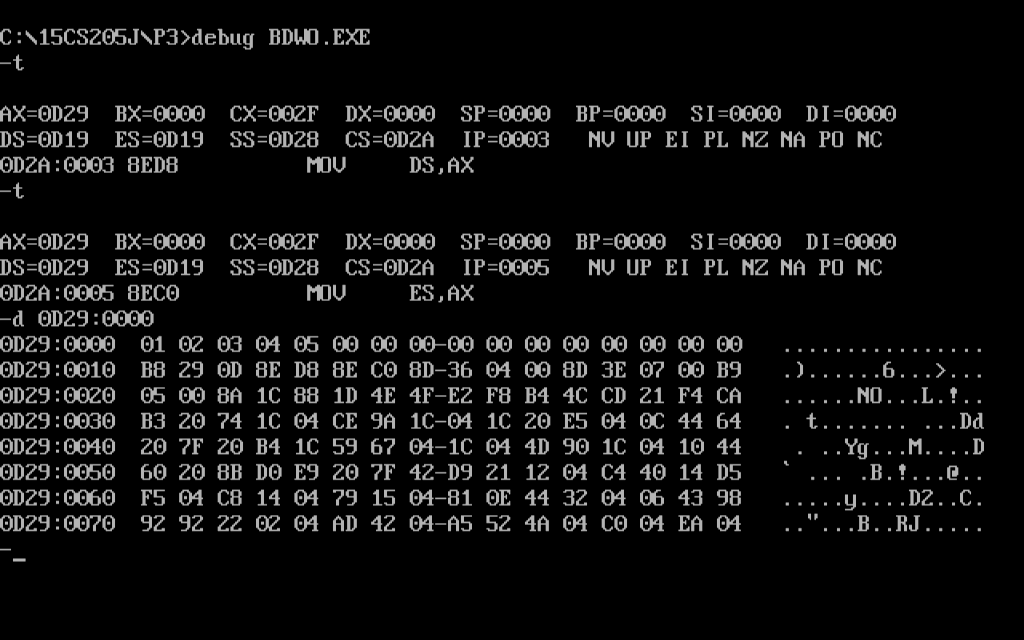 C:\15CS205J\P3>debug BDWO.EXE
-t
AX=0D29  BX=0000  CX=002F  DX=0000  SP=0000  BP=0000  SI=0000  DI=0000
DS=0D19  ES=0D19  SS=0D28  CS=0D2A  IP=0003   NV UP EI PL NZ NA PO NC
0D2A:0003 8ED8          MOV     DS,AX
-t
AX=0D29  BX=0000  CX=002F  DX=0000  SP=0000  BP=0000  SI=0000  DI=0000
DS=0D29  ES=0D19  SS=0D28  CS=0D2A  IP=0005   NV UP EI PL NZ NA PO NC
0D2A:0005 8EC0          MOV     ES,AX
-d 0D29:0000
0D29:0000  01 02 03 04 05 00 00 00-00 00 00 00 00 00 00 00   ................
0D29:0010  B8 29 0D 8E D8 8E C0 8D-36 04 00 8D 3E 07 00 B9   .)......6...>...
0D29:0020  05 00 8A 1C 88 1D 4E 4F-E2 F8 B4 4C CD 21 F4 CA   ......NO...L.!..
0D29:0030  B3 20 74 1C 04 CE 9A 1C-04 1C 20 E5 04 0C 44 64   . t....... ...Dd
0D29:0040  20 7F 20 B4 1C 59 67 04-1C 04 4D 90 1C 04 10 44    . ..Yg...M....D
0D29:0050  60 20 8B D0 E9 20 7F 42-D9 21 12 04 C4 40 14 D5   ` ... .B.!...@..
0D29:0060  F5 04 C8 14 04 79 15 04-81 0E 44 32 04 06 43 98   .....y....D2..C.
0D29:0070  92 92 22 02 04 AD 42 04-A5 52 4A 04 C0 04 EA 04   .."...B..RJ.....
-_